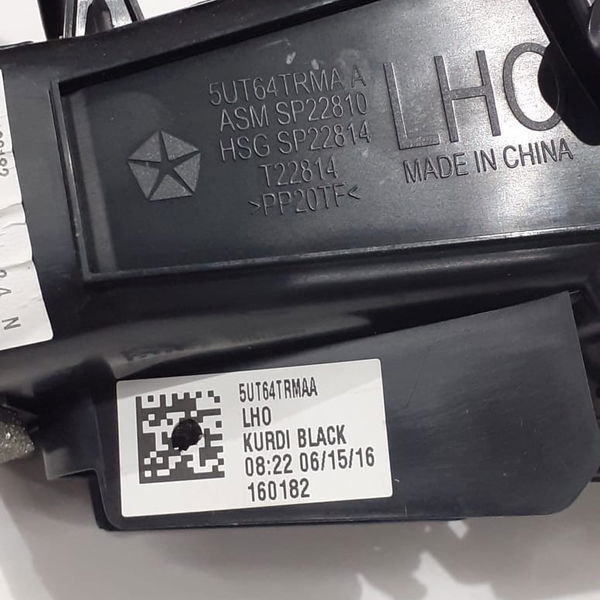 5UT64TRMA A
ASM SP22810
HSG SP22814
T22814
>PP20TF<
LHO
MADE IN CHINA
5UT64TRMAA
LHO
KURDI BLACK
08:22 06/15/16
160182